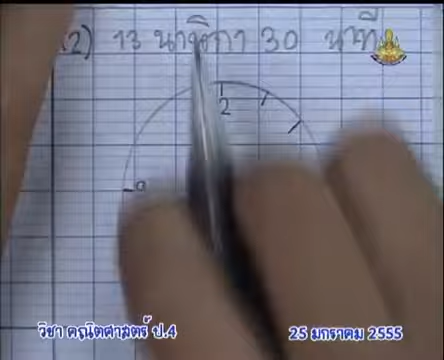 2) 13 นาฬิกา 30 นาที
2
9
วิชา คณิตศาสตร์ ป.4
25 มกราคม 2555